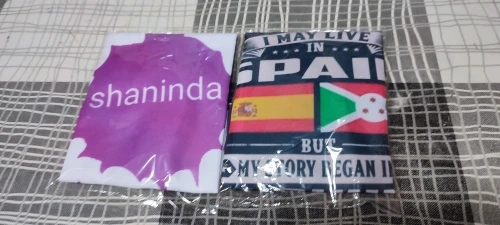 shaninda
I MAY LIVE
IN
SPAIN
BUT
MY STORY BEGAN IN